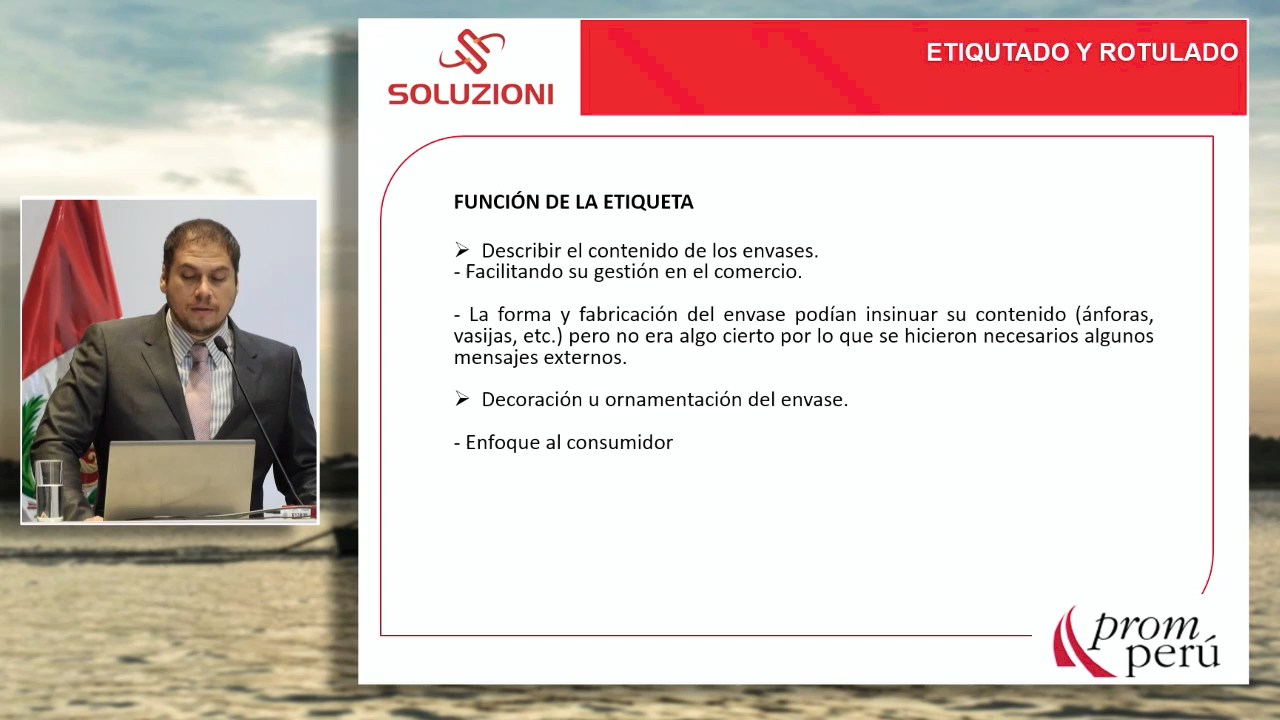 SOLUZIONI
ETIQUTADO Y ROTULADO
FUNCIÓN DE LA ETIQUETA
➢ Describir el contenido de los envases.
- Facilitando su gestión en el comercio.
- La forma y fabricación del envase podían insinuar su contenido (ánforas,
vasijas, etc.) pero no era algo cierto por lo que se hicieron necesarios algunos
mensajes externos.
➢ Decoración u ornamentación del envase.
- Enfoque al consumidor
prom
perú